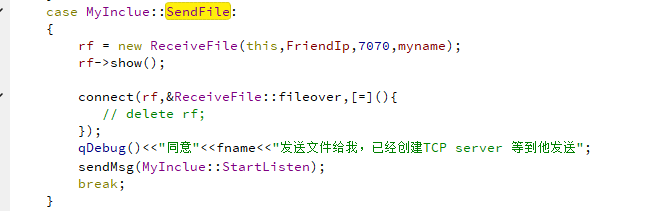 case MyInclue::SendFile:
{
rf = new ReceiveFile(this,FriendIp,7070,myname);
rf->show();
connect(rf,&ReceiveFile::fileover,[=](){
// delete rf;
});
qDebug()<<"同意"<<fname<<"发送文件给我，已经创建TCP server 等到他发送";
sendMsg(MyInclue::StartListen);
break;
}